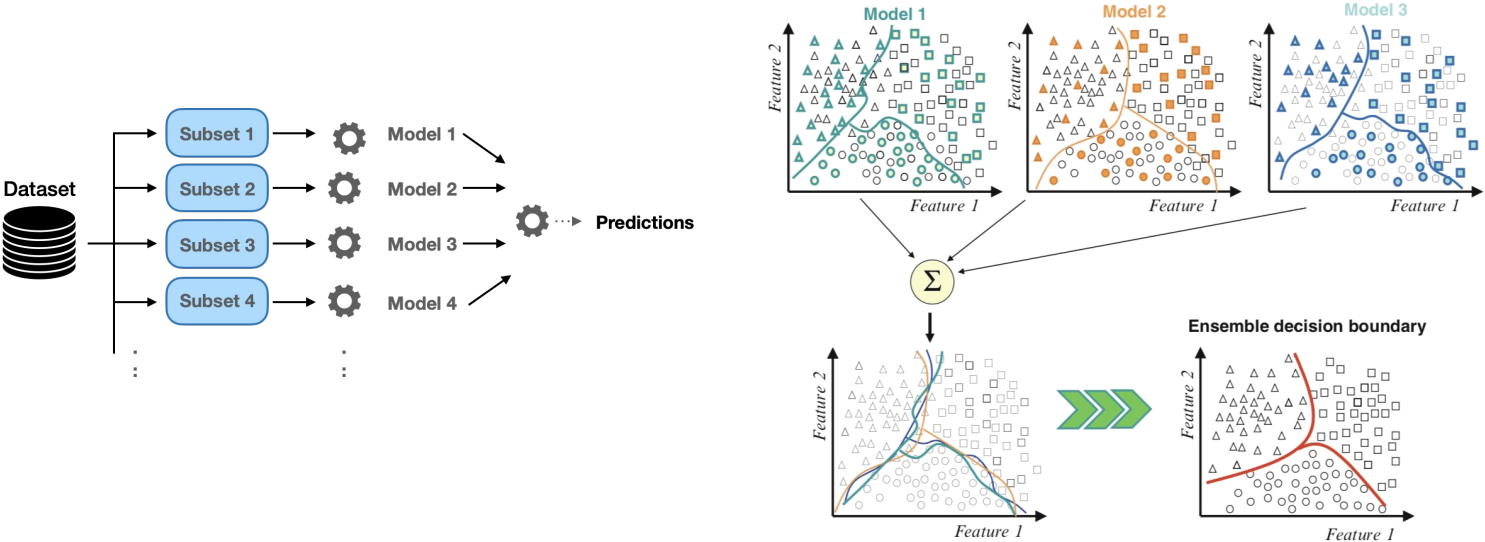 Dataset
Subset 1
Model 1
Subset 2
Model 2
Subset 3
Model 3
Subset 4
Model 4
Predictions
Model 1
Model 2
Model 3
Feature 2
Feature 1
Feature 2
Feature 1
Feature 2
Feature 1
Σ
Feature 2
Feature 1
Ensemble decision boundary
Feature 2
Feature 1